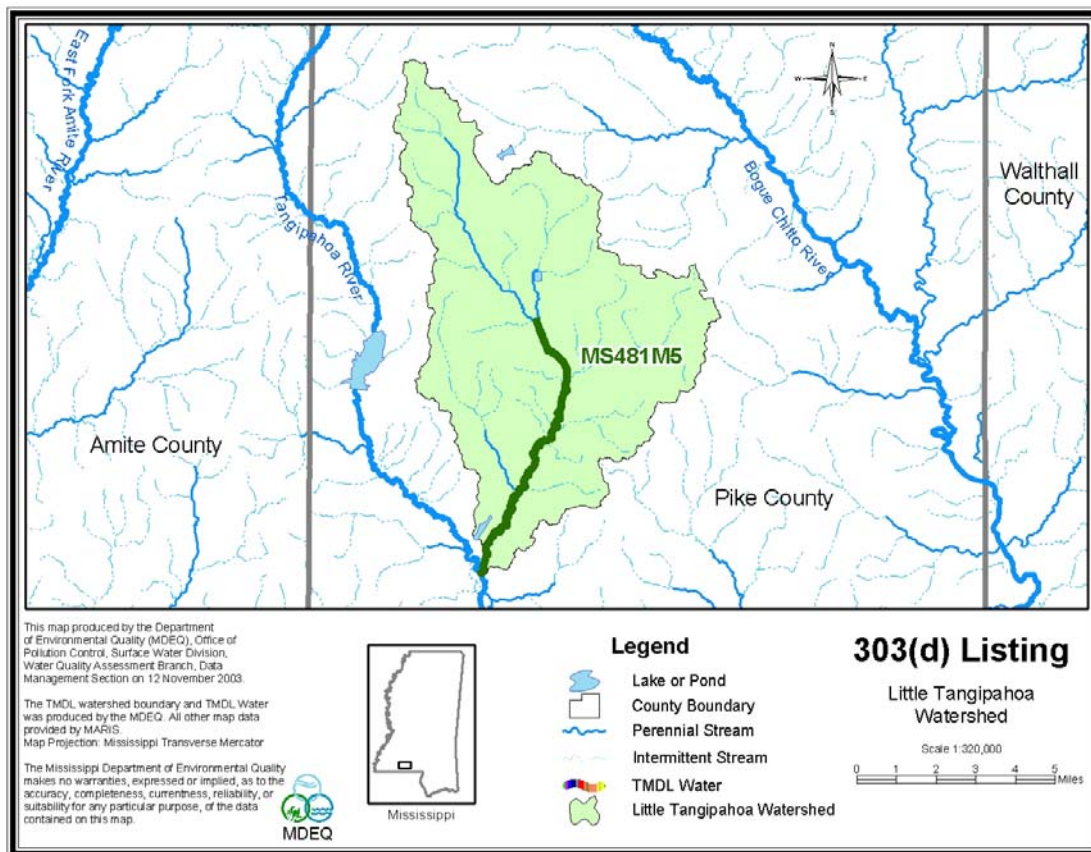 East Fork Amite River
Tangipahoa River
Bogue Chitto River
N
W E
S
Walthall
County
MS481M5
Amite County
Pike County
This map produced by the Department
of Environmental Quality (MDEQ), Office of
Pollution Control, Surface Water Division,
Water Quality Assessment Branch, Data
Management Section on 12 November 2003.
The TMDL watershed boundary and TMDL Water
was produced by the MDEQ. All other map data
provided by MARIS.
Map Projection: Mississippi Transverse Mercator
The Mississippi Department of Environmental Quality
makes no warranties, expressed or implied, as to the
accuracy, completeness, currentness, reliability, or
suitability for any particular purpose, of the data
contained on this map.
MDEQ
Mississippi
Legend
Lake or Pond
County Boundary
Perennial Stream
Intermittent Stream
TMDL Water
Little Tangipahoa Watershed
303(d) Listing
Little Tangipahoa
Watershed
Scale 1:320,000
0 1 2 3 4 5
Miles